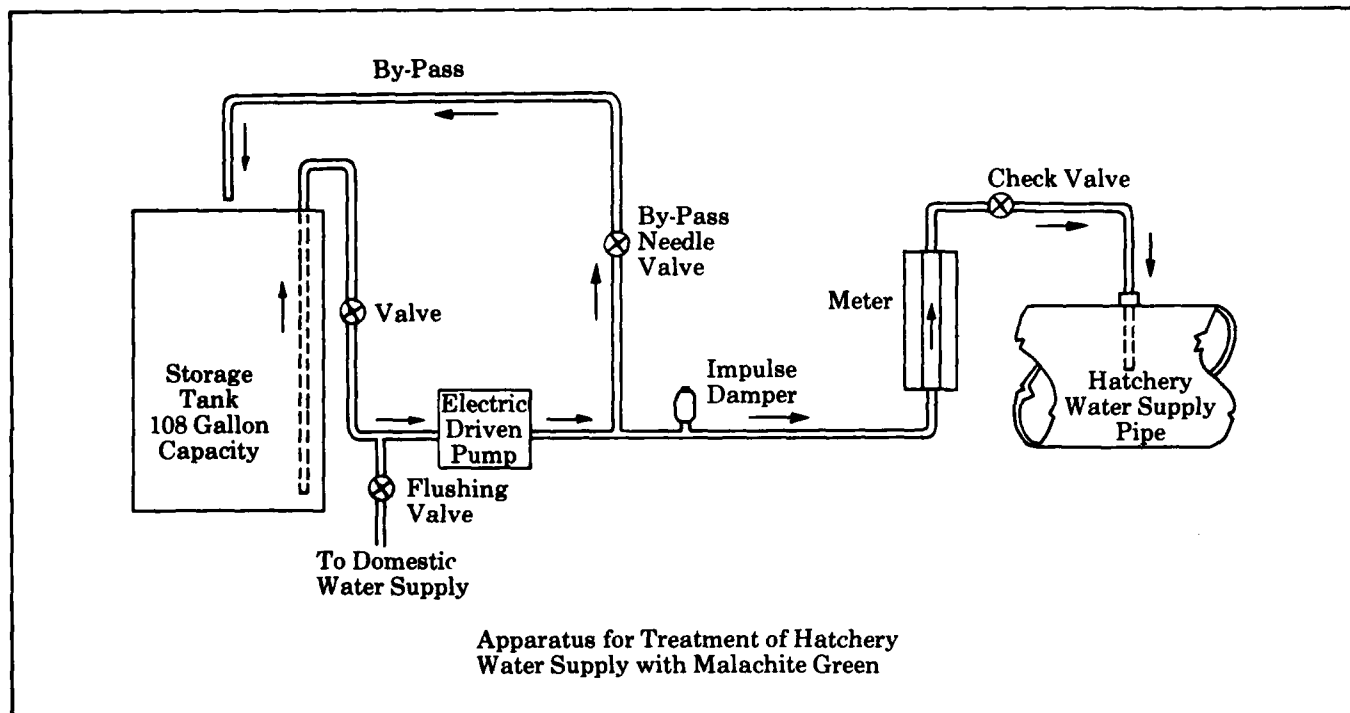 By-Pass
Check Valve
By-Pass
Needle
Valve
Valve
Meter
Storage
Tank
108 Gallon
Capacity
Electric
Driven
Pump
Impulse
Damper
Hatchery
Water Supply
Pipe
Flushing
Valve
To Domestic
Water Supply
Apparatus for Treatment of Hatchery
Water Supply with Malachite Green